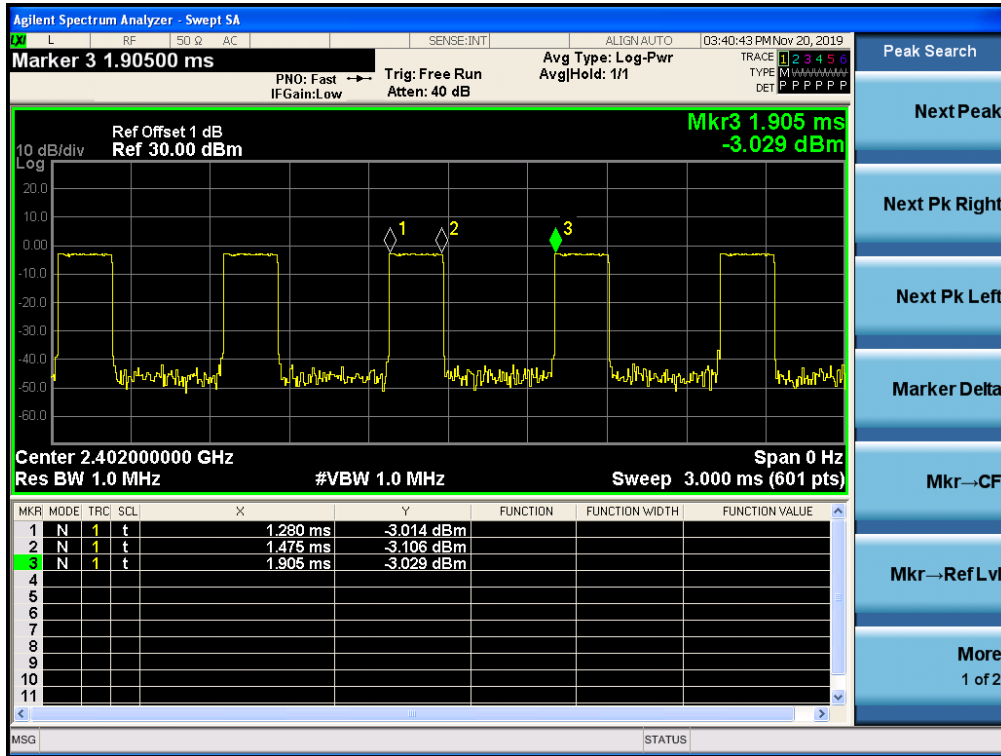 Agilent Spectrum Analyzer - Swept SA
LXI L RF 50 Ω AC SENSE:INT ALIGN AUTO 03:40:43 PM Nov 20, 2019
Marker 3 1.90500 ms
PNO: Fast
IFGain:Low
Trig: Free Run
Atten: 40 dB
Avg Type: Log-Pwr
Avg|Hold: 1/1
TRACE 1 2 3 4 5 6
TYPE M W W W W W
DET P P P P P P
Peak Search
Next Peak
Next Pk Right
Next Pk Left
Marker Delta
Mkr→CF
Mkr→Ref Lvl
More
1 of 2
Mkr3 1.905 ms
-3.029 dBm
Ref Offset 1 dB
10 dB/div Ref 30.00 dBm
Log
20.0
10.0
0.00
-10.0
-20.0
-30.0
-40.0
-50.0
-60.0
1 2 3
Center 2.402000000 GHz Span 0 Hz
Res BW 1.0 MHz #VBW 1.0 MHz Sweep 3.000 ms (601 pts)
MKR MODE TRC SCL X Y FUNCTION FUNCTION WIDTH FUNCTION VALUE
1 N 1 t 1.280 ms -3.014 dBm
2 N 1 t 1.475 ms -3.106 dBm
3 N 1 t 1.905 ms -3.029 dBm
4
5
6
7
8
9
10
11
MSG STATUS